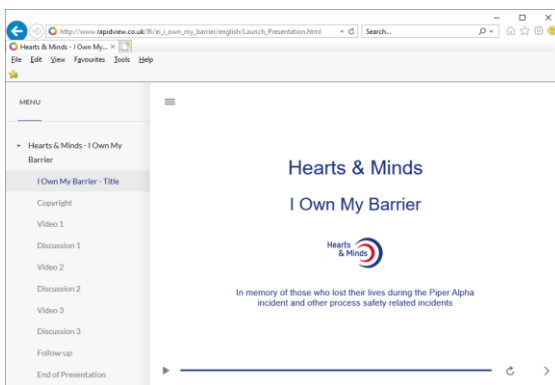 http://www.rapidview.co.uk/lfi/ei_i_own_my_barrier/english/Launch_Presentation.html
Search...
Hearts & Minds - I Own My...
File Edit View Favourites Tools Help
MENU
Hearts & Minds - I Own My
Barrier
I Own My Barrier - Title
Copyright
Video 1
Discussion 1
Video 2
Discussion 2
Video 3
Discussion 3
Follow-up
End of Presentation
Hearts & Minds
I Own My Barrier
Hearts
& Minds
In memory of those who lost their lives during the Piper Alpha
incident and other process safety related incidents